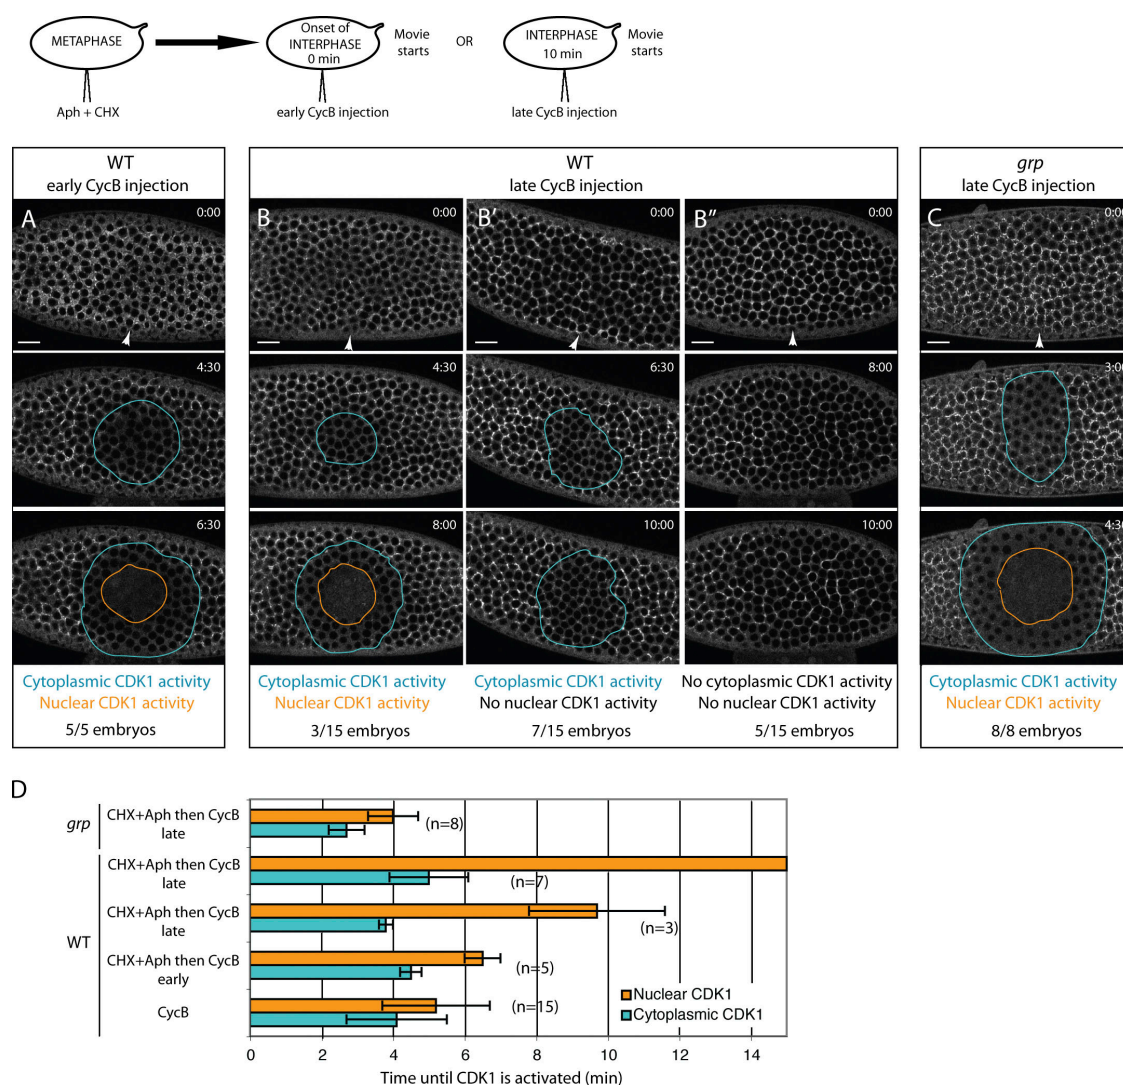 METAPHASE
Onset of
INTERPHASE
0 min
Movie
starts
OR
INTERPHASE
10 min
Movie
starts
Aph + CHX
early CycB injection
late CycB injection
WT
early CycB injection
WT
late CycB injection
grp
late CycB injection
A
0:00
B
0:00
B'
0:00
B"
0:00
C
0:00
4:30
4:30
6:30
8:00
3:00
6:30
8:00
10:00
10:00
4:30
Cytoplasmic CDK1 activity
Nuclear CDK1 activity
5/5 embryos
Cytoplasmic CDK1 activity
Nuclear CDK1 activity
3/15 embryos
Cytoplasmic CDK1 activity
No nuclear CDK1 activity
7/15 embryos
No cytoplasmic CDK1 activity
No nuclear CDK1 activity
5/15 embryos
Cytoplasmic CDK1 activity
Nuclear CDK1 activity
8/8 embryos
D
grp
CHX+Aph then CycB
late
(n=8)
WT
CHX+Aph then CycB
late
(n=7)
CHX+Aph then CycB
late
(n=3)
CHX+Aph then CycB
early
(n=5)
CycB
(n=15)
Nuclear CDK1
Cytoplasmic CDK1
0 2 4 6 8 10 12 14
Time until CDK1 is activated (min)